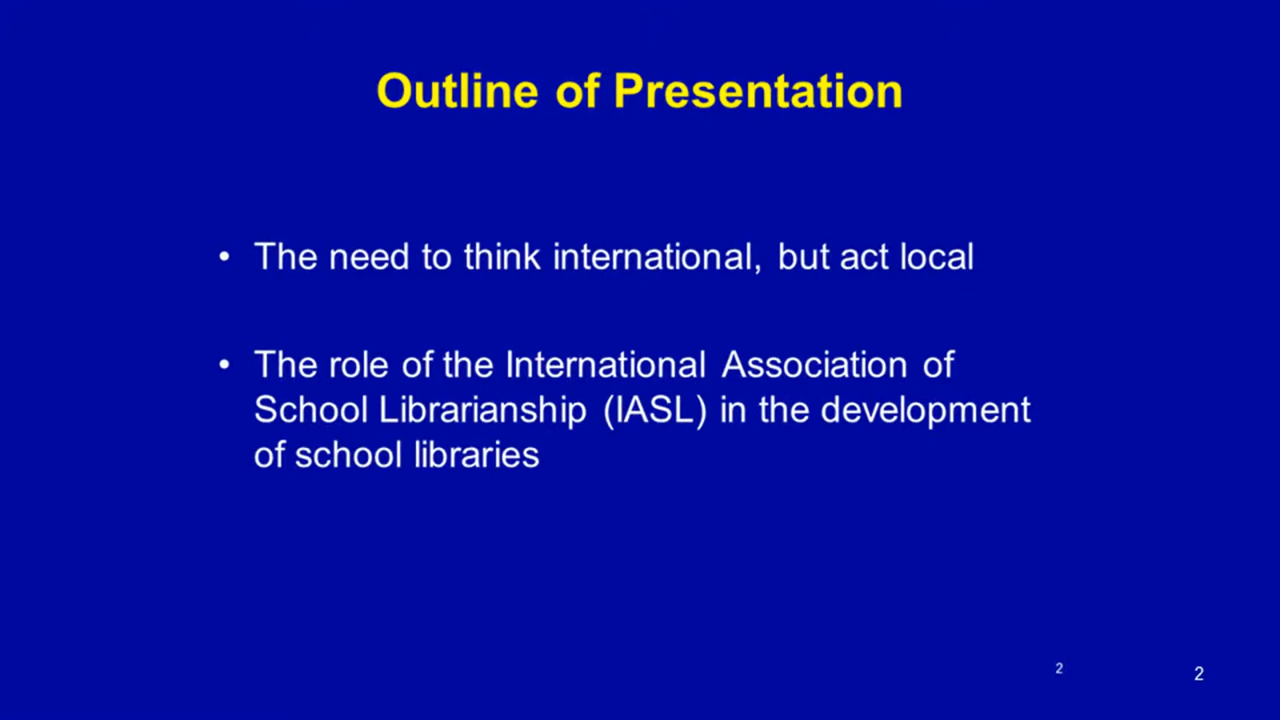 Outline of Presentation
• The need to think international, but act local
• The role of the International Association of
School Librarianship (IASL) in the development
of school libraries
2
2